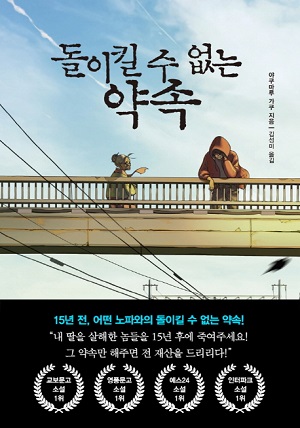 돌이킬 수 없는
약속
야쿠마루 가쿠 지음 | 김성미 옮김
15년 전, 어떤 노파와의 돌이킬 수 없는 약속!
“내 딸을 살해한 놈들을 15년 후에 죽여주세요!
그 약속만 해주면 전 재산을 드리리다!”
교보문고
소설
1위
영풍문고
소설
1위
예스24
소설
1위
인터파크
소설
1위